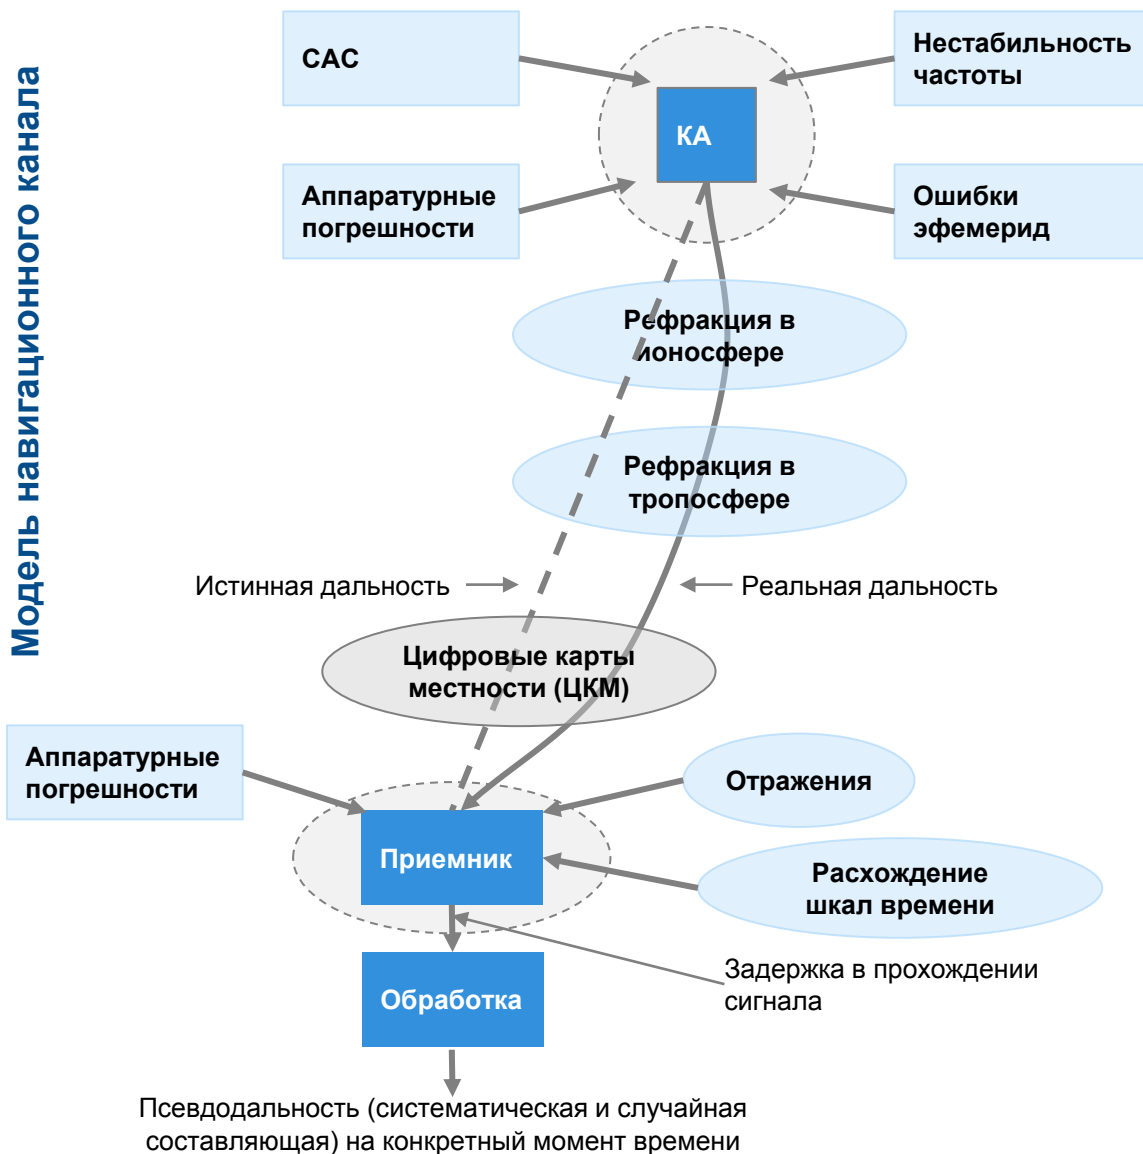 Модель навигационного канала
САС
Нестабильность
частоты
КА
Аппаратурные
погрешности
Ошибки
эфемерид
Рефракция в
ионосфере
Рефракция в
тропосфере
Истинная дальность
Реальная дальность
Цифровые карты
местности (ЦКМ)
Аппаратурные
погрешности
Отражения
Приемник
Расхождение
шкал времени
Задержка в прохождении
сигнала
Обработка
Псевдодальность (систематическая и случайная
составляющая) на конкретный момент времени